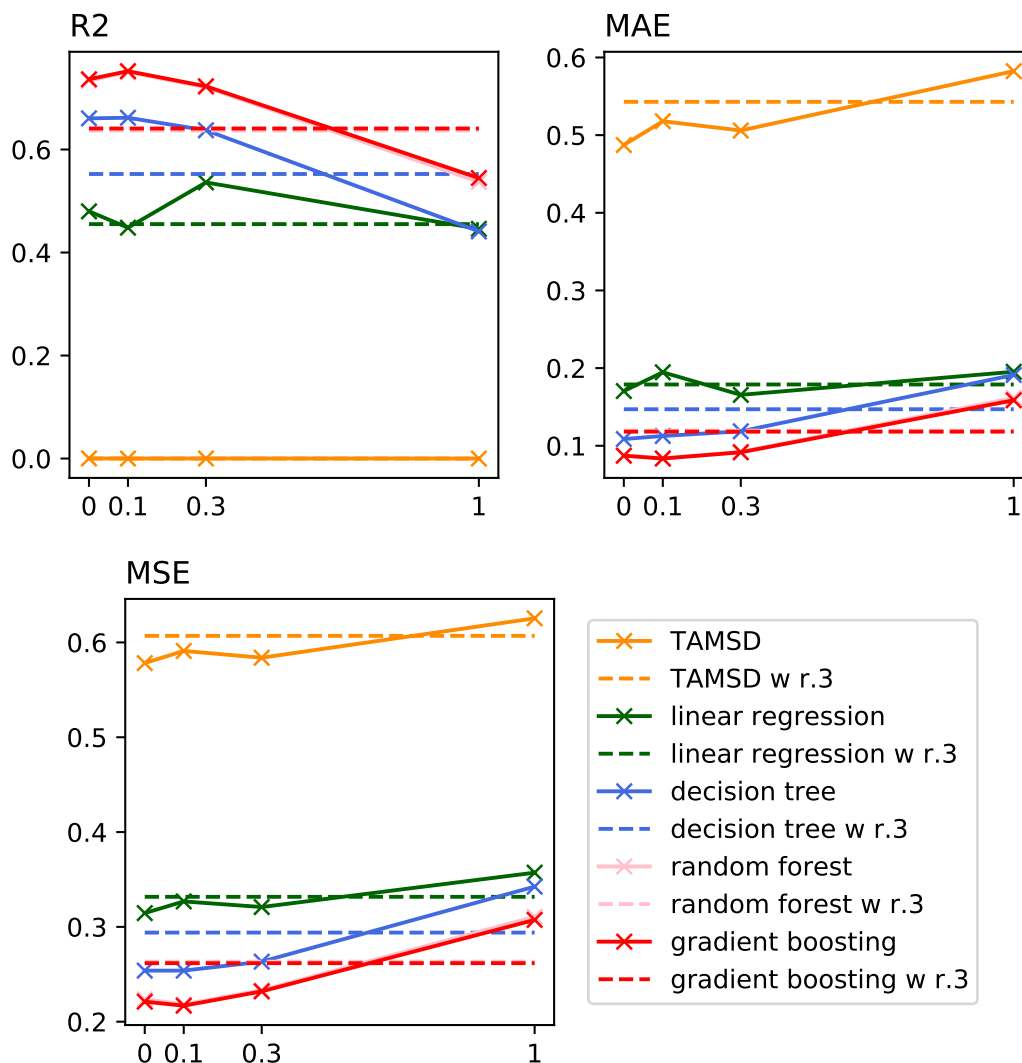 R2
0.6
0.4
0.2
0.0
0 0.1 0.3 1
MAE
0.6
0.5
0.4
0.3
0.2
0.1
0 0.1 0.3 1
MSE
0.6
0.5
0.4
0.3
0.2
0 0.1 0.3 1
TAMSD
TAMSD w r.3
linear regression
linear regression w r.3
decision tree
decision tree w r.3
random forest
random forest w r.3
gradient boosting
gradient boosting w r.3